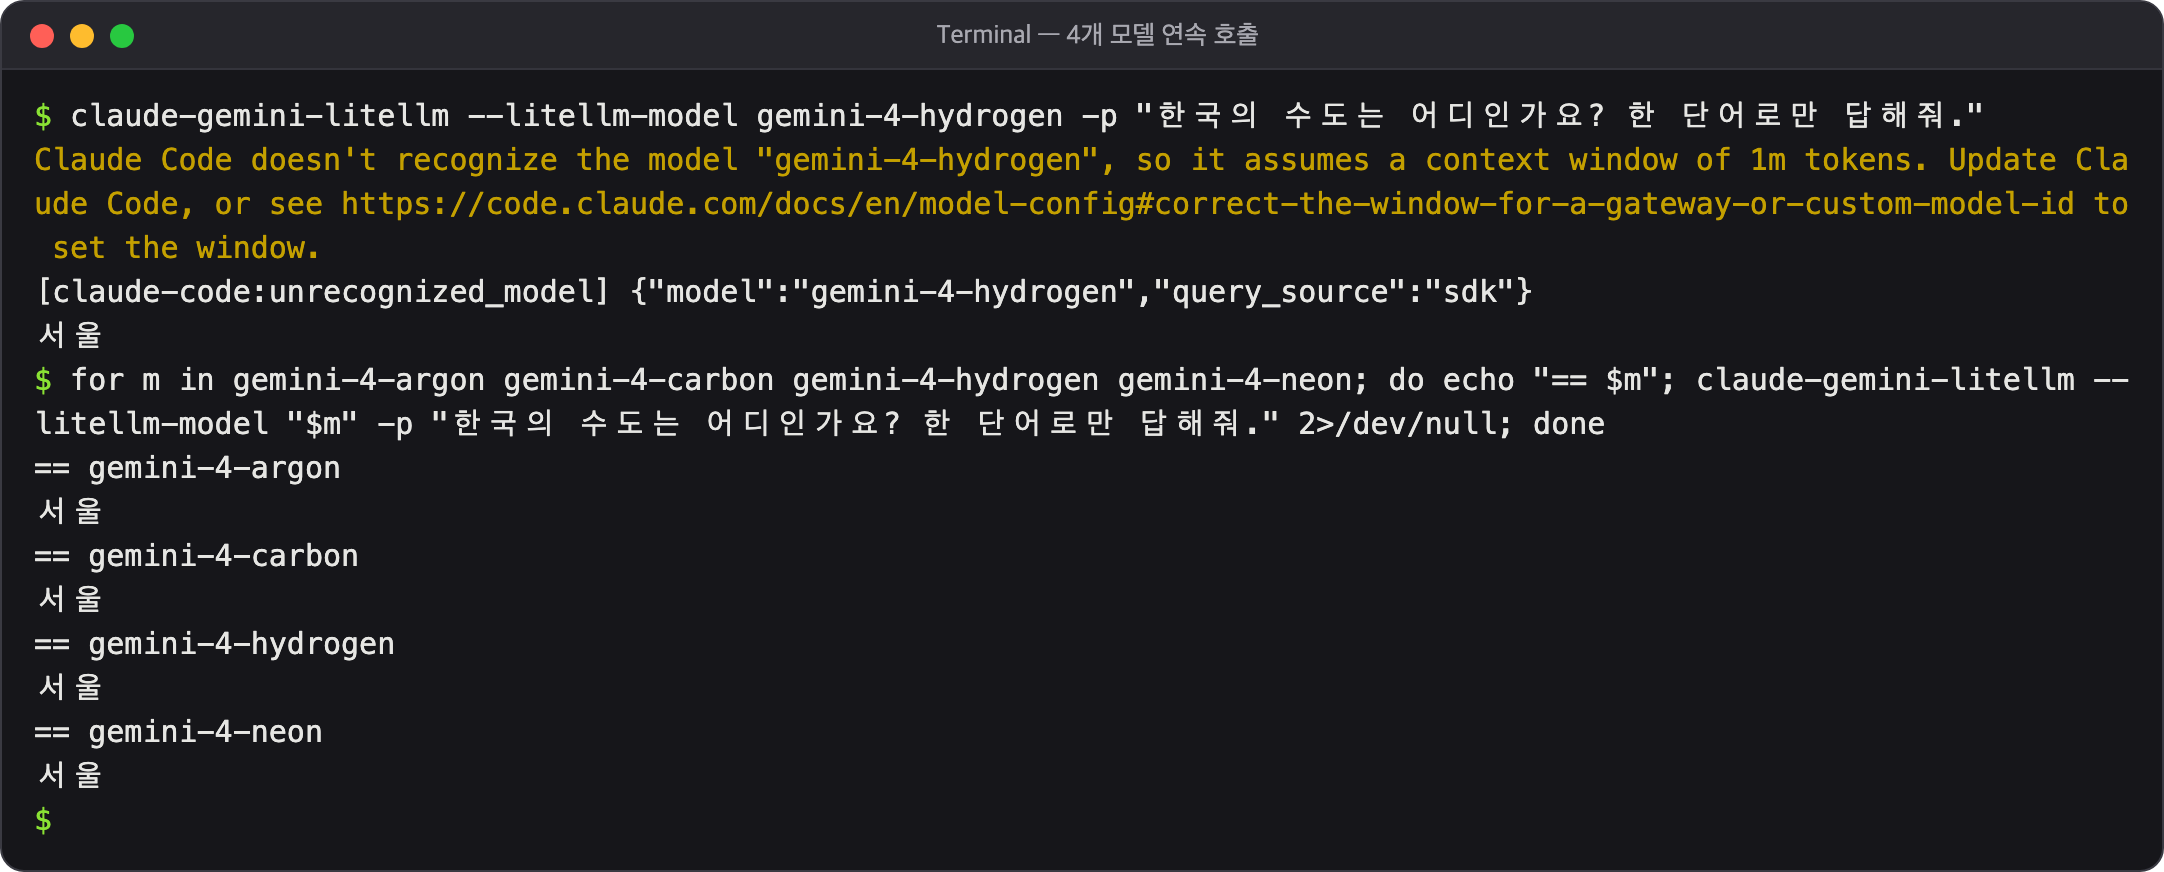 Terminal — 4개 모델 연속 호출
$ claude-gemini-litellm --litellm-model gemini-4-hydrogen -p "한국의 수도는 어디인가요? 한 단어로만 답해줘."
Claude Code doesn't recognize the model "gemini-4-hydrogen", so it assumes a context window of 1m tokens. Update Cla
ude Code, or see https://code.claude.com/docs/en/model-config#correct-the-window-for-a-gateway-or-custom-model-id to
 set the window.
[claude-code:unrecognized_model] {"model":"gemini-4-hydrogen","query_source":"sdk"}
서울
$ for m in gemini-4-argon gemini-4-carbon gemini-4-hydrogen gemini-4-neon; do echo "== $m"; claude-gemini-litellm --
litellm-model "$m" -p "한국의 수도는 어디인가요? 한 단어로만 답해줘." 2>/dev/null; done
== gemini-4-argon
서울
== gemini-4-carbon
서울
== gemini-4-hydrogen
서울
== gemini-4-neon
서울
$